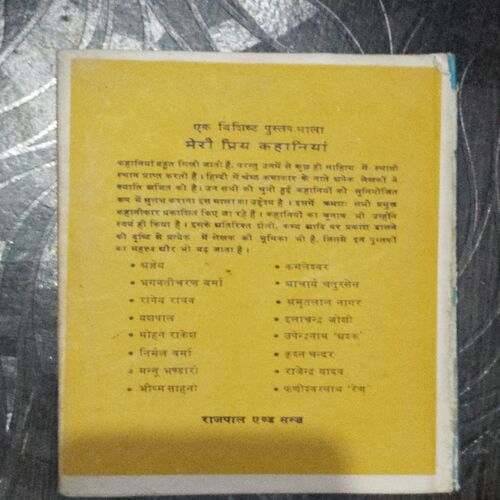 एक विशिष्ट पुस्तक-माला
मेरी प्रिय कहानियां
कहानियां बहुत लिखी जाती हैं, परन्तु उनमें से कुछ ही साहित्य में स्थायी
स्थान प्राप्त करती हैं। हिन्दी में श्रेष्ठ कथाकार के नाते अनेक लेखकों ने
ख्याति अर्जित की है। उन सभी की चुनी हुई कहानियों को सुनियोजित
रूप में सुलभ कराना इस माला का उद्देश्य है। इसमें क्रमशः सभी प्रमुख
कहानीकार प्रकाशित किए जा रहे हैं। कहानियों का चुनाव भी उन्होंने
स्वयं ही किया है। इसके अतिरिक्त शैली, कथ्य आदि पर प्रकाश डालने
की दृष्टि से प्रत्येक में लेखक की भूमिका भी है, जिससे इन पुस्तकों
का महत्त्व और भी बढ़ जाता है।
• अज्ञेय • कमलेश्वर
• भगवतीचरण वर्मा • आचार्य चतुरसेन
• रांगेय राघव • अमृतलाल नागर
• यशपाल • इलाचन्द्र जोशी
• मोहन राकेश • उपेन्द्रनाथ 'अश्क'
• निर्मल वर्मा • कृश्न चन्दर
• मन्नू भण्डारी • राजेन्द्र यादव
• भीष्म साहनी • फणीश्वरनाथ 'रेणु'
राजपाल एण्ड सन्ज़